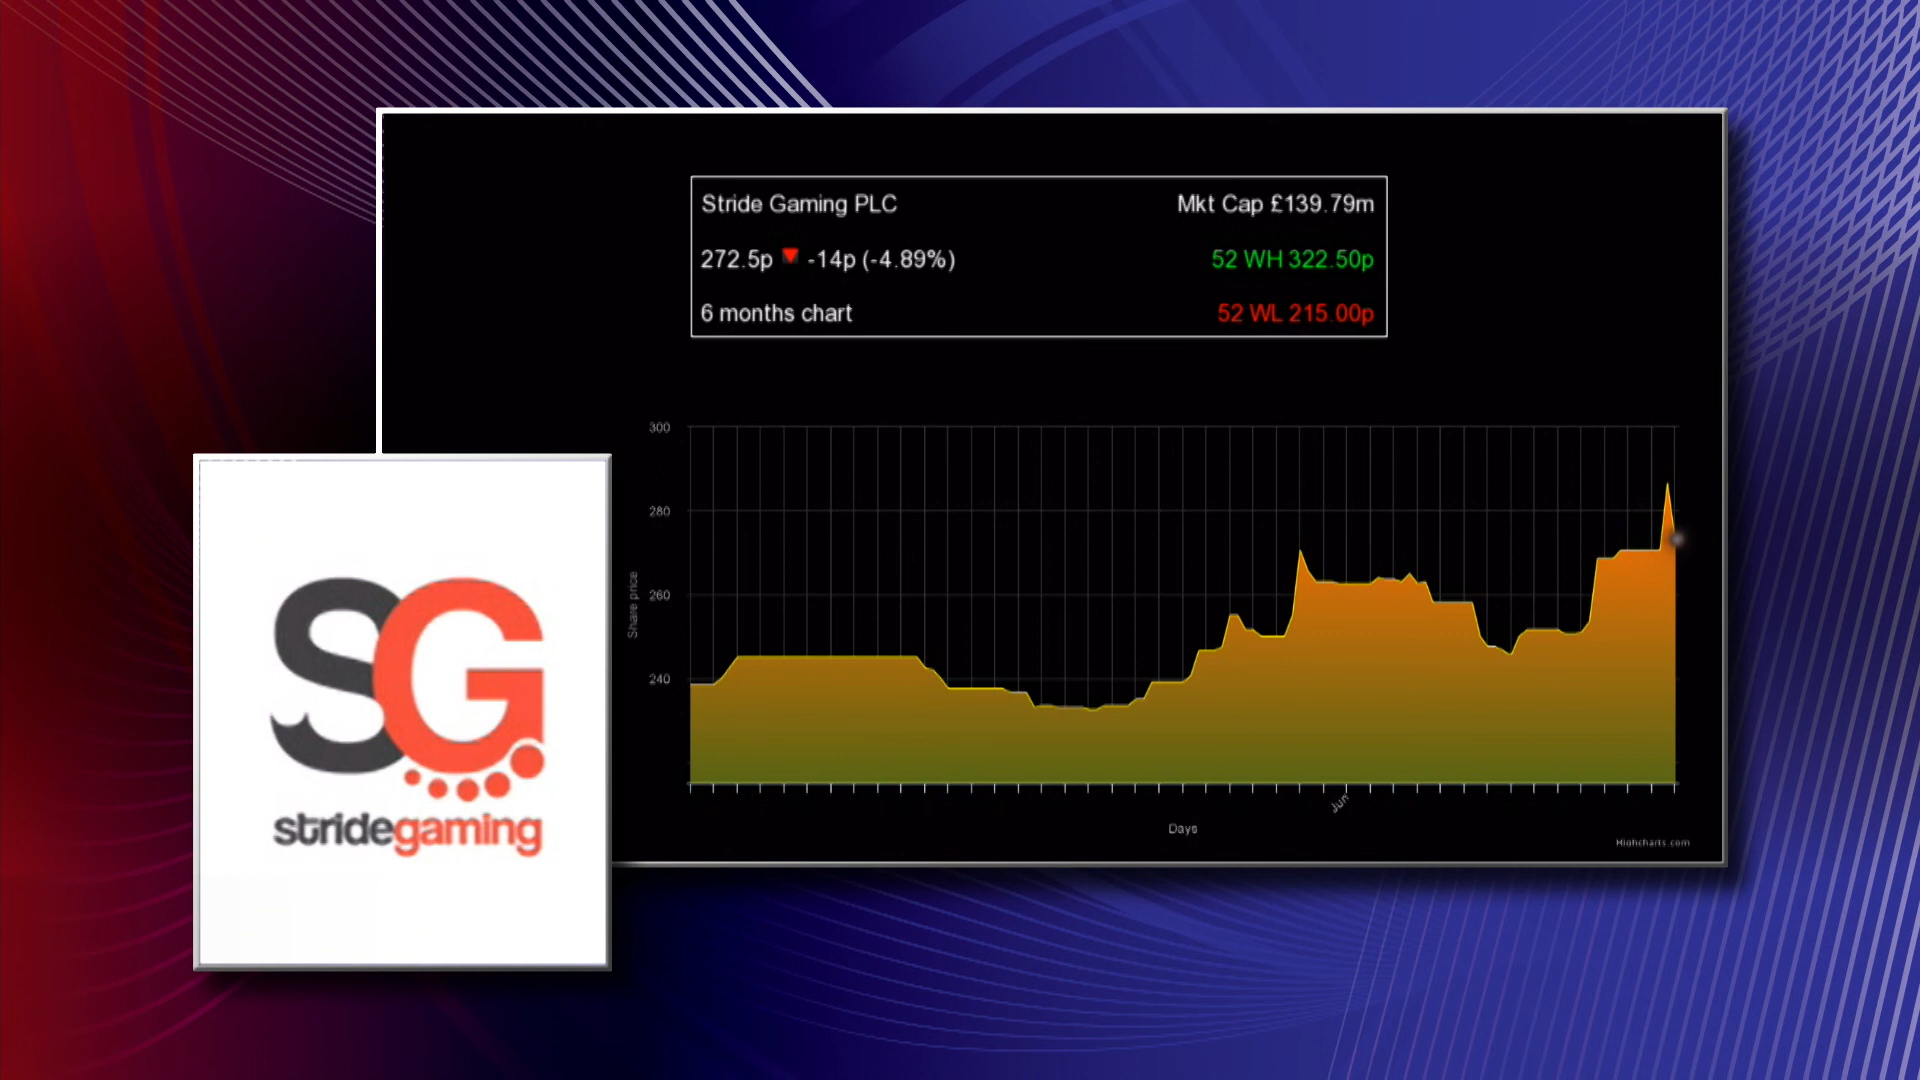 Stride Gaming PLC
Mkt Cap £139.79m
272.5p -14p (-4.89%)
52 WH 322.50p
6 months chart
52 WL 215.00p
300
280
260
240
Share price
Jun
Days
Highcharts.com
SG
stridegaming